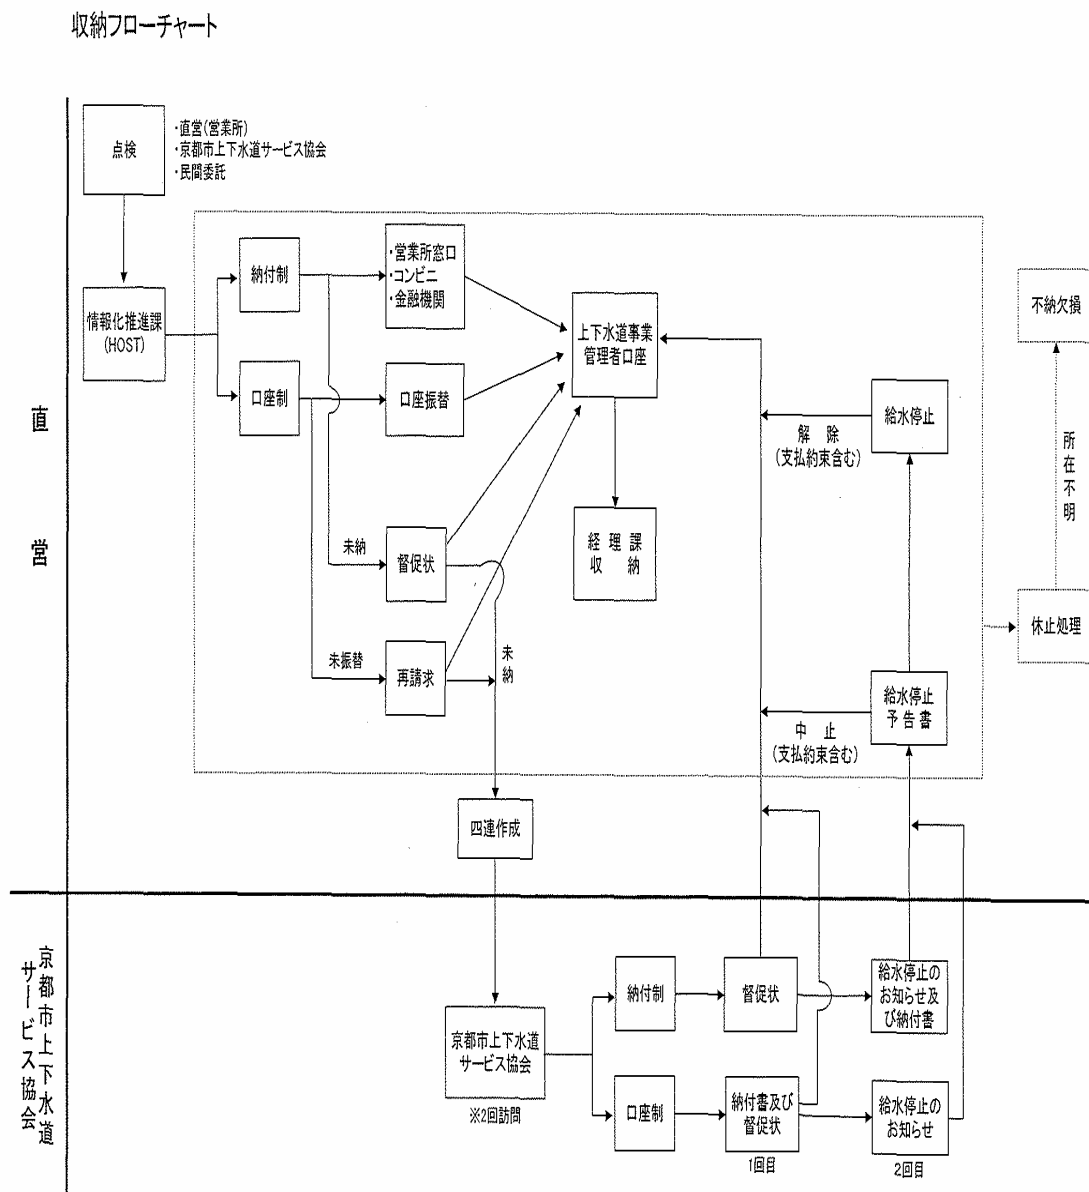 収納フローチャート
点検
・直営(営業所)
・京都市上下水道サービス協会
・民間委託
情報化推進課
(HOST)
納付制
口座制
・営業所窓口
・コンビニ
・金融機関
口座振替
上下水道事業
管理者口座
経理課
収納
未納
督促状
未振替
再請求
未納
解除
(支払約束含む)
給水停止
中止
(支払約束含む)
給水停止
予告書
不納欠損
所在不明
休止処理
直営
四連作成
京都市上下水道
サービス協会
京都市上下水道
サービス協会
※2回訪問
納付制
口座制
督促状
納付書及び
督促状
1回目
給水停止の
お知らせ及
び納付書
給水停止の
お知らせ
2回目